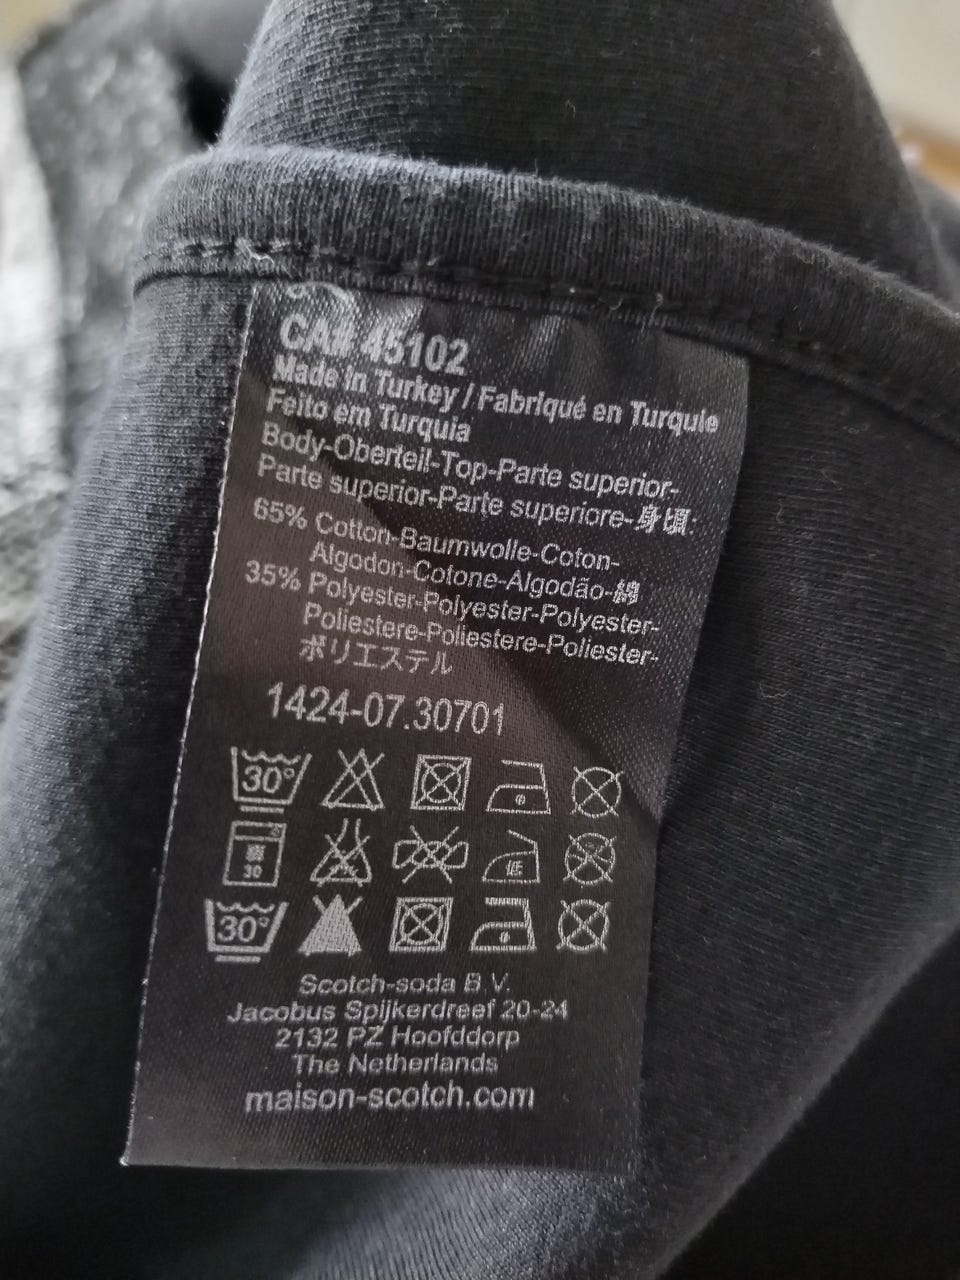 CA# 45102
Made in Turkey / Fabriqué en Turquie
Feito em Turquia
Body-Oberteil-Top-Parte superior-
Parte superior-Parte superiore-身頃:
65% Cotton-Baumwolle-Coton-
Algodon-Cotone-Algodão-綿
35% Polyester-Polyester-Polyester-
Poliestere-Poliestere-Poliester-
ポリエステル
1424-07.30701
30°
30
低
30°
Scotch-soda B.V.
Jacobus Spijkerdreef 20-24
2132 PZ Hoofddorp
The Netherlands
maison-scotch.com